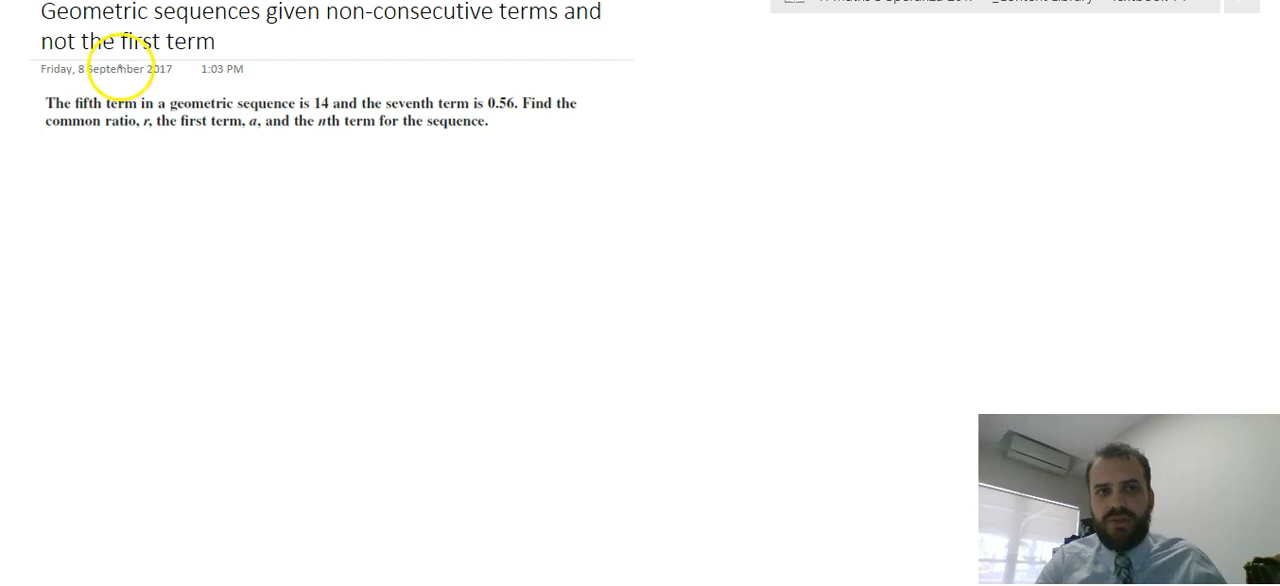 Geometric sequences given non-consecutive terms and
not the first term
Friday, 8 September 2017 1:03 PM
The fifth term in a geometric sequence is 14 and the seventh term is 0.56. Find the
common ratio, r, the first term, a, and the nth term for the sequence.